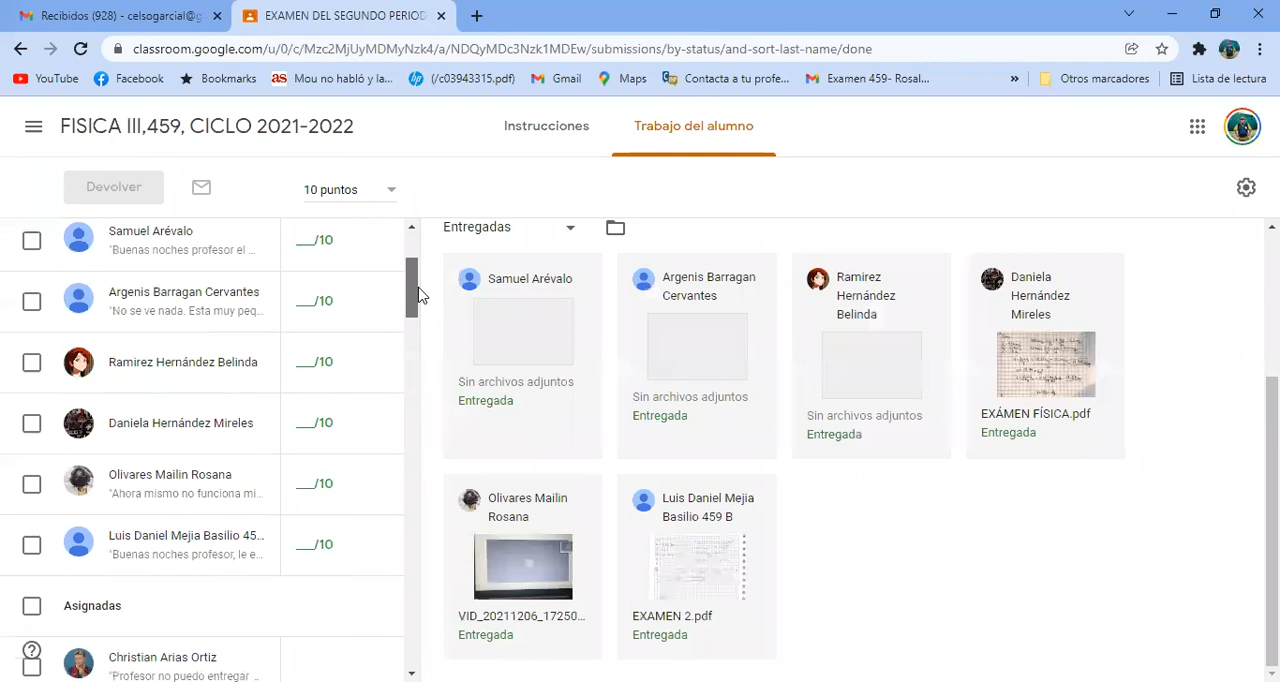 Recibidos (928) - celsogarcial@g
EXAMEN DEL SEGUNDO PERIOD
classroom.google.com/u/0/c/Mzc2MjUyMDMyNzk4/a/NDQyMDc3Nzk1MDEw/submissions/by-status/and-sort-last-name/done
YouTube
Facebook
Bookmarks
as Mou no habló y la...
(/c03943315.pdf)
Gmail
Maps
Contacta a tu profe...
Examen 459- Rosal...
»
Otros marcadores
Lista de lectura
FISICA III,459, CICLO 2021-2022
Instrucciones
Trabajo del alumno
Devolver
10 puntos
Samuel Arévalo
"Buenas noches profesor el ...
__/10
Argenis Barragan Cervantes
"No se ve nada. Esta muy peq...
__/10
Ramirez Hernández Belinda
__/10
Daniela Hernández Mireles
__/10
Olivares Mailin Rosana
"Ahora mismo no funciona mi...
__/10
Luis Daniel Mejia Basilio 45...
"Buenas noches profesor, le e...
__/10
Asignadas
Christian Arias Ortiz
"Profesor no puedo entregar ...
Entregadas
Samuel Arévalo
Sin archivos adjuntos
Entregada
Argenis Barragan
Cervantes
Sin archivos adjuntos
Entregada
Ramirez
Hernández
Belinda
Sin archivos adjuntos
Entregada
Daniela
Hernández
Mireles
EXÁMEN FÍSICA.pdf
Entregada
Olivares Mailin
Rosana
VID_20211206_17250...
Entregada
Luis Daniel Mejia
Basilio 459 B
EXAMEN 2.pdf
Entregada